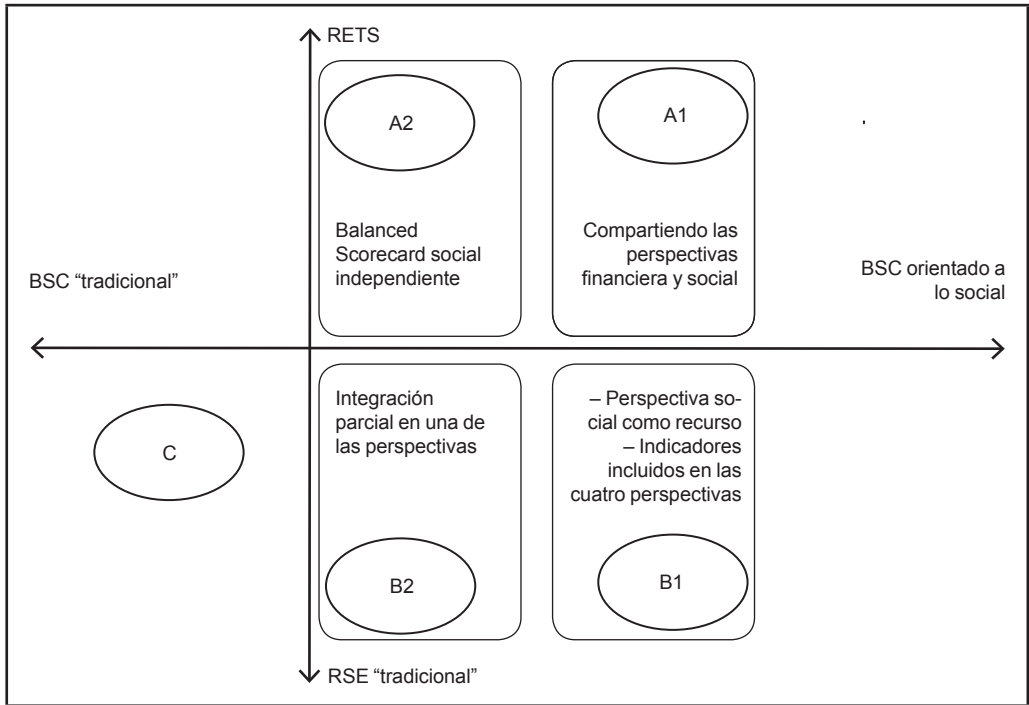 RETS
A2
A1
Balanced
Scorecard social
independiente
Compartiendo las
perspectivas
financiera y social
BSC “tradicional”
BSC orientado a
lo social
Integración
parcial en una de
las perspectivas
– Perspectiva so-
cial como recurso
– Indicadores
incluidos en las
cuatro perspectivas
C
B2
B1
RSE “tradicional”